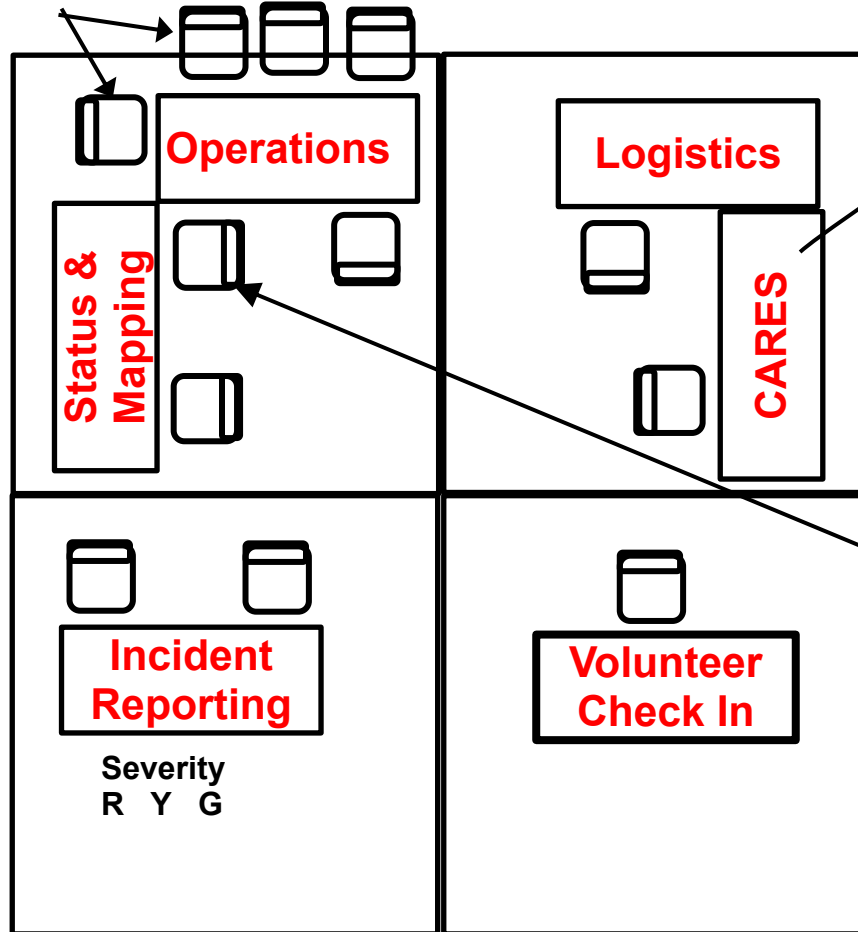 Operations
Logistics
Status &
Mapping
CARES
Incident
Reporting
Volunteer
Check In
Severity
R Y G